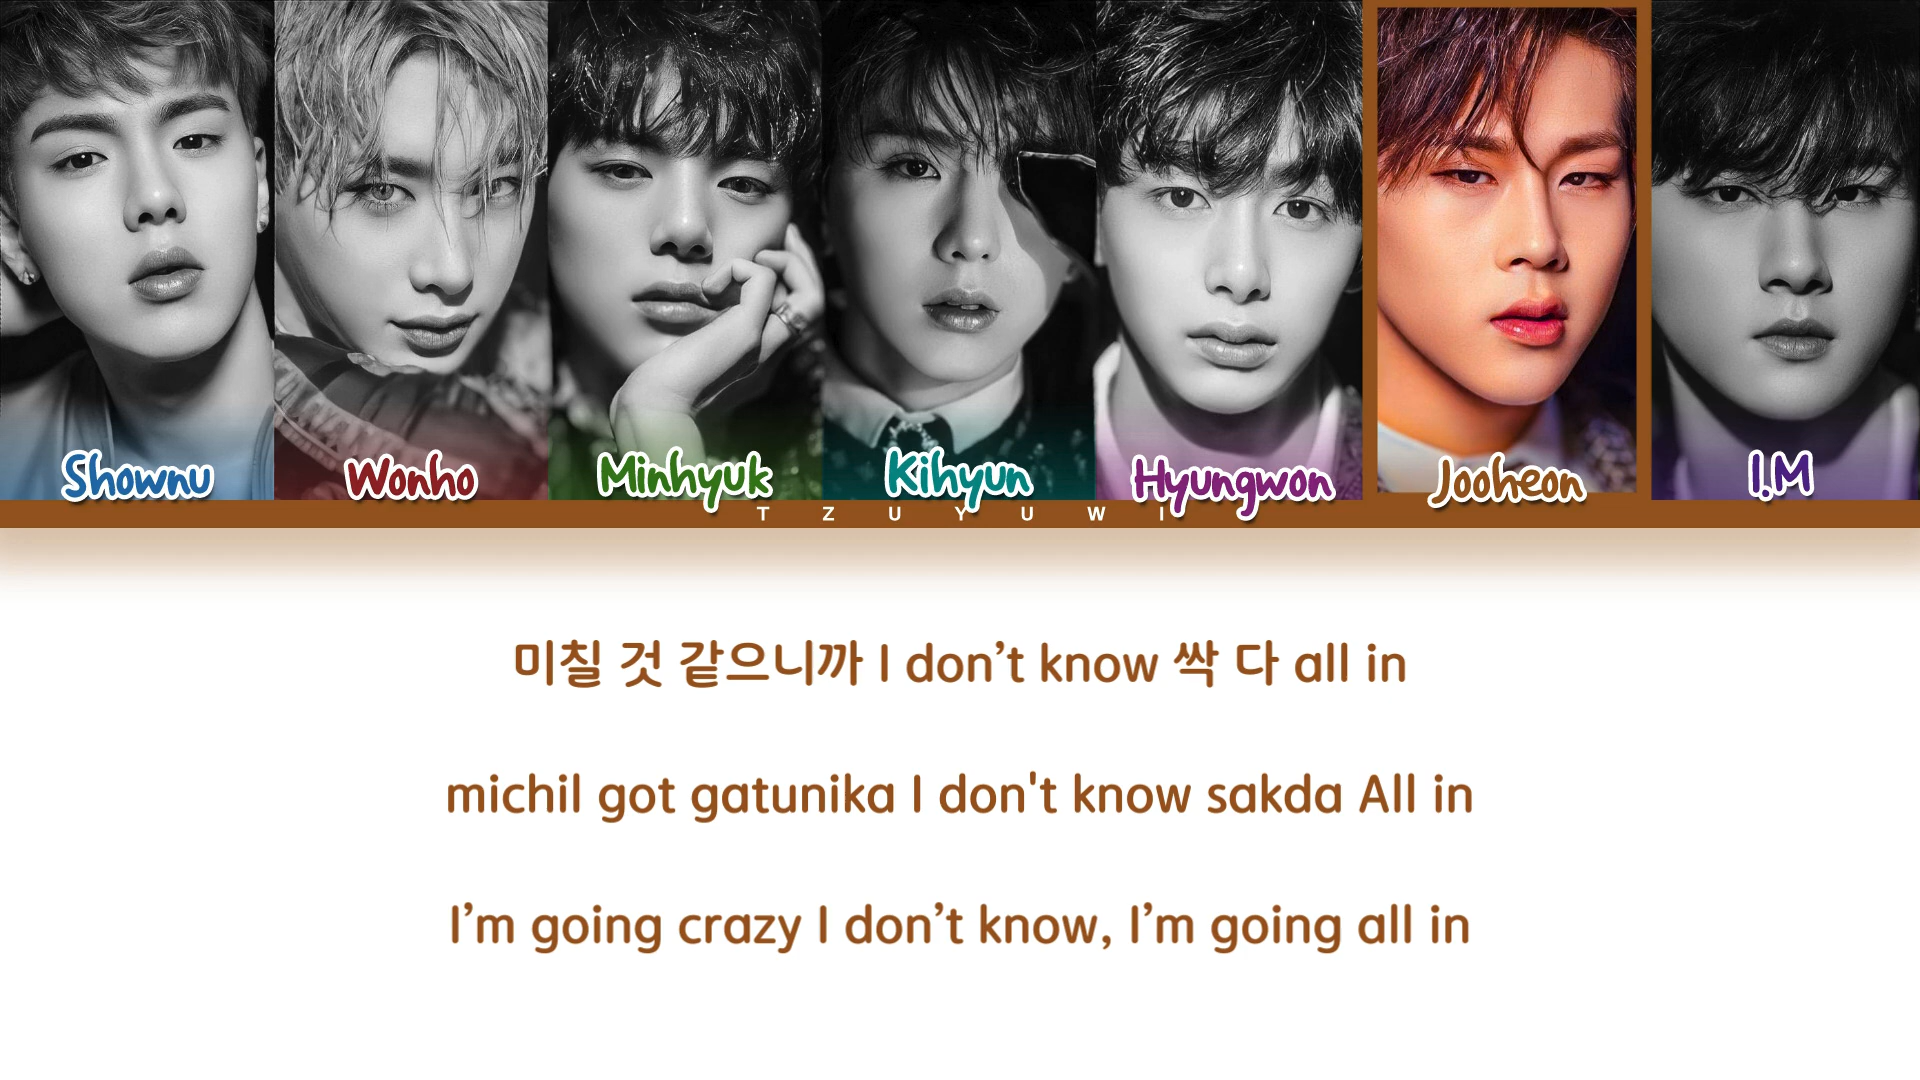 Shownu
Wonho
Minhyuk
Kihyun
Hyungwon
Jooheon
I.M
TZUYUWI
미칠 것 같으니까 I don’t know 싹 다 all in
michil got gatunika I don't know sakda All in
I’m going crazy I don’t know, I’m going all in